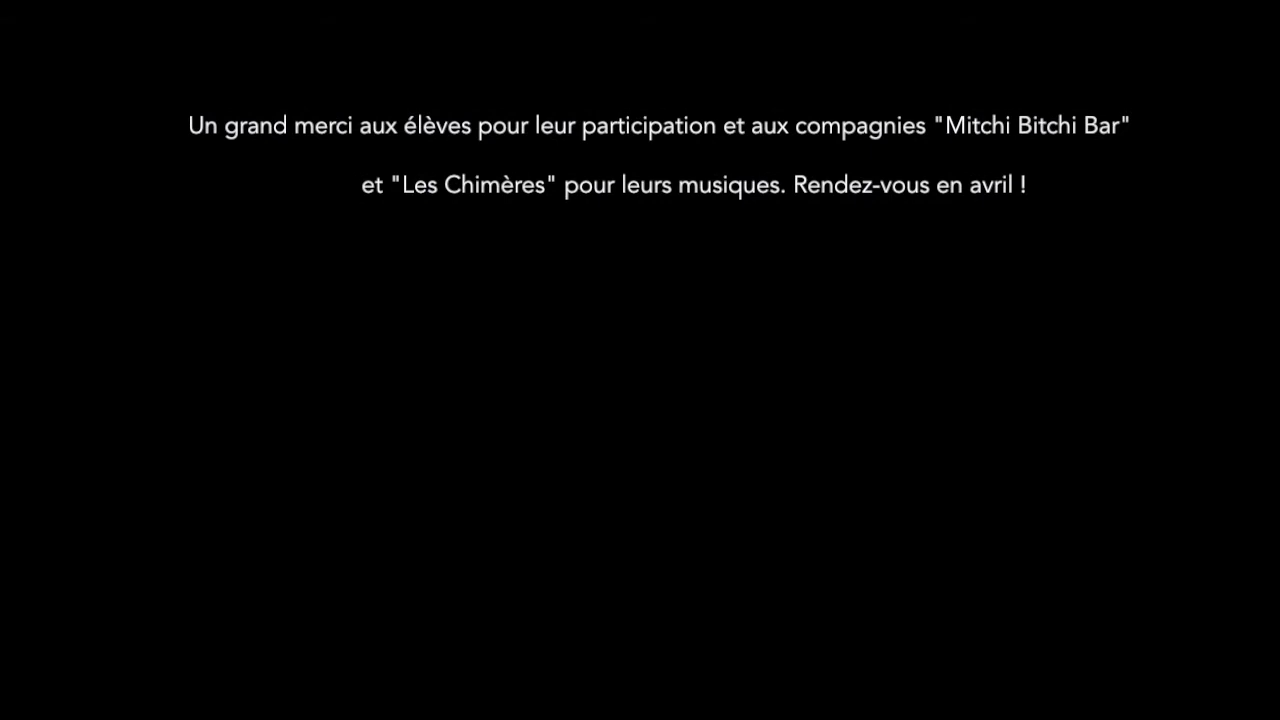 Un grand merci aux élèves pour leur participation et aux compagnies "Mitchi Bitchi Bar"
et "Les Chimères" pour leurs musiques. Rendez-vous en avril !